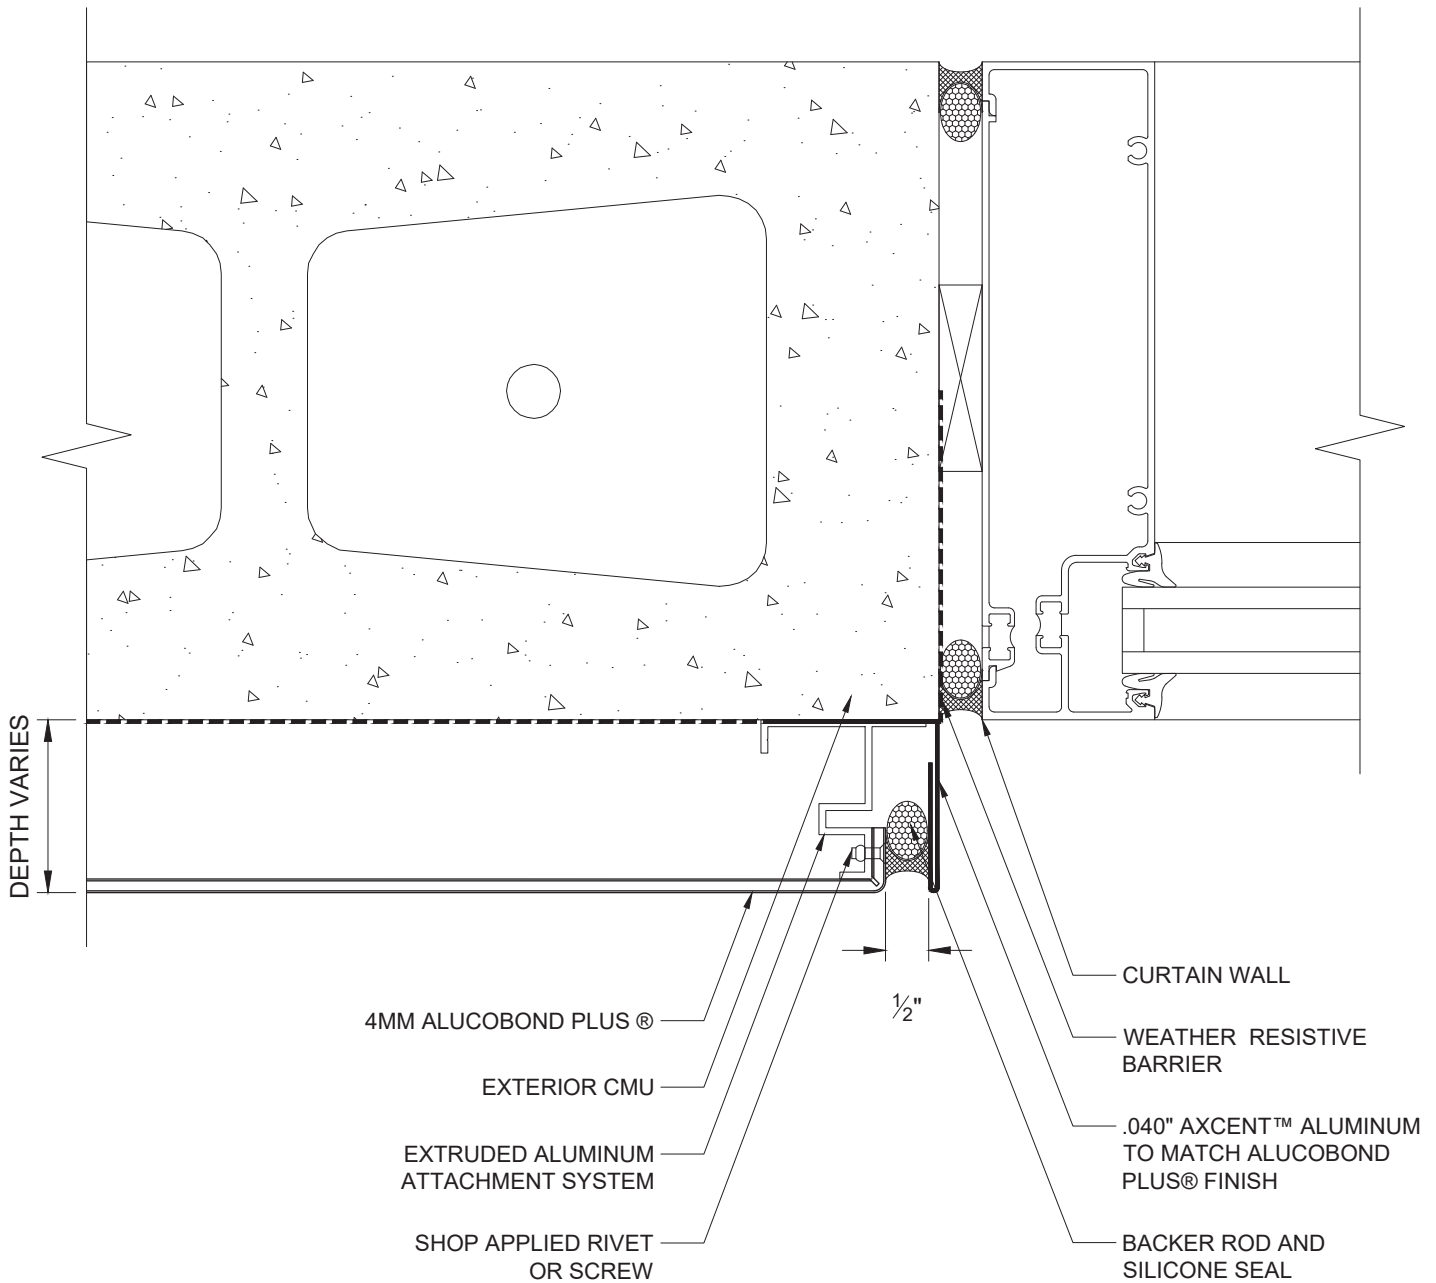 DEPTH VARIES
½"
4MM ALUCOBOND PLUS ®
EXTERIOR CMU
EXTRUDED ALUMINUM
ATTACHMENT SYSTEM
SHOP APPLIED RIVET
OR SCREW
CURTAIN WALL
WEATHER RESISTIVE
BARRIER
.040" AXCENT™ ALUMINUM
TO MATCH ALUCOBOND
PLUS® FINISH
BACKER ROD AND
SILICONE SEAL